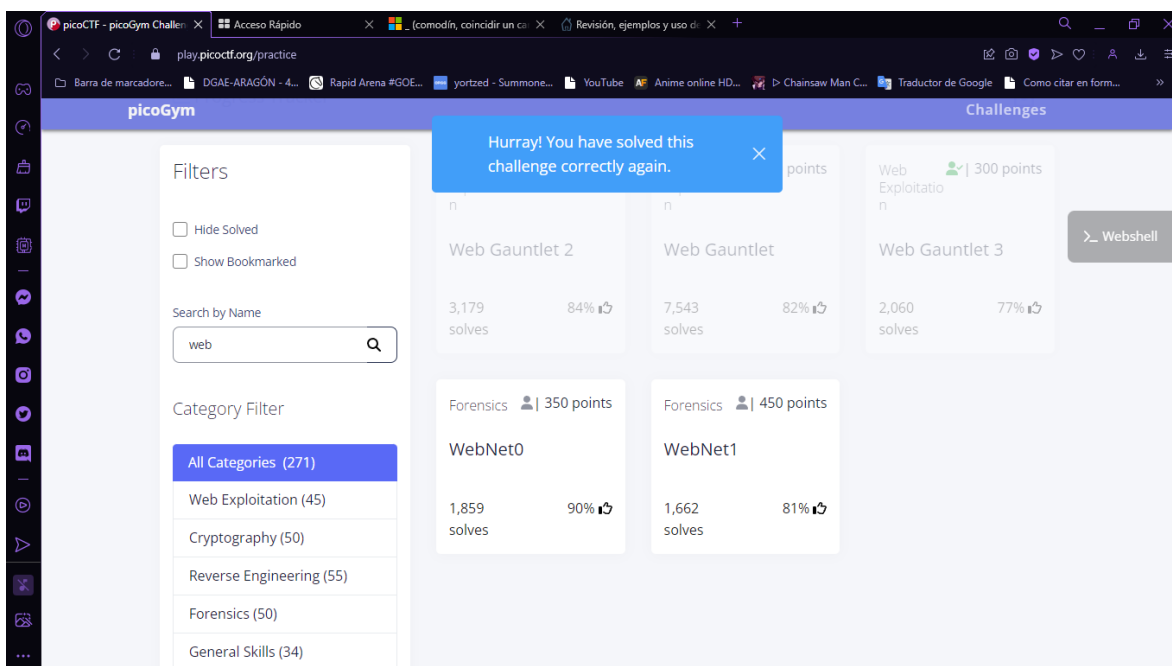 picoCTF - picoGym Challen
Acceso Rápido
_ (comodín, coincidir un ca
Revisión, ejemplos y uso d
play.picoctf.org/practice
Barra de marcadore...
DGAE-ARAGÓN - 4...
Rapid Arena #GOE...
yortzed - Summone...
YouTube
AF Anime online HD...
▷ Chainsaw Man C...
Traductor de Google
Como citar en form...
»
picoGym
Challenges
Hurray! You have solved this
challenge correctly again.
Filters
Hide Solved
Show Bookmarked
Search by Name
web
Category Filter
All Categories (271)
Web Exploitation (45)
Cryptography (50)
Reverse Engineering (55)
Forensics (50)
General Skills (34)
n
Web Gauntlet 2
3,179
solves
84%
points
n
Web Gauntlet
7,543
solves
82%
Web
Exploitatio
n
| 300 points
Web Gauntlet 3
2,060
solves
77%
>_ Webshell
Forensics
| 350 points
WebNet0
1,859
solves
90%
Forensics
| 450 points
WebNet1
1,662
solves
81%